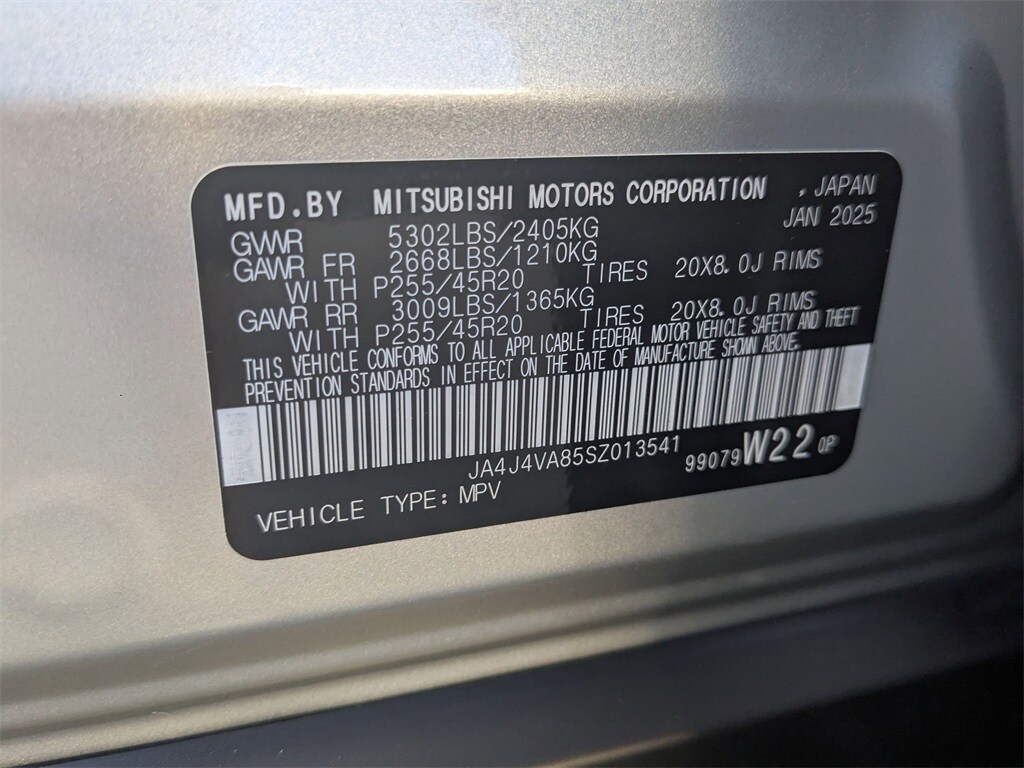 MFD.BY MITSUBISHI MOTORS CORPORATION , JAPAN
JAN 2025
GVWR 5302LBS/2405KG
GAWR FR 2668LBS/1210KG
WITH P255/45R20 TIRES 20X8.0J RIMS
GAWR RR 3009LBS/1365KG
WITH P255/45R20 TIRES 20X8.0J RIMS
THIS VEHICLE CONFORMS TO ALL APPLICABLE FEDERAL MOTOR VEHICLE SAFETY AND THEFT
PREVENTION STANDARDS IN EFFECT ON THE DATE OF MANUFACTURE SHOWN ABOVE.
JA4J4VA85SZ013541
99079 W22 0P
VEHICLE TYPE: MPV